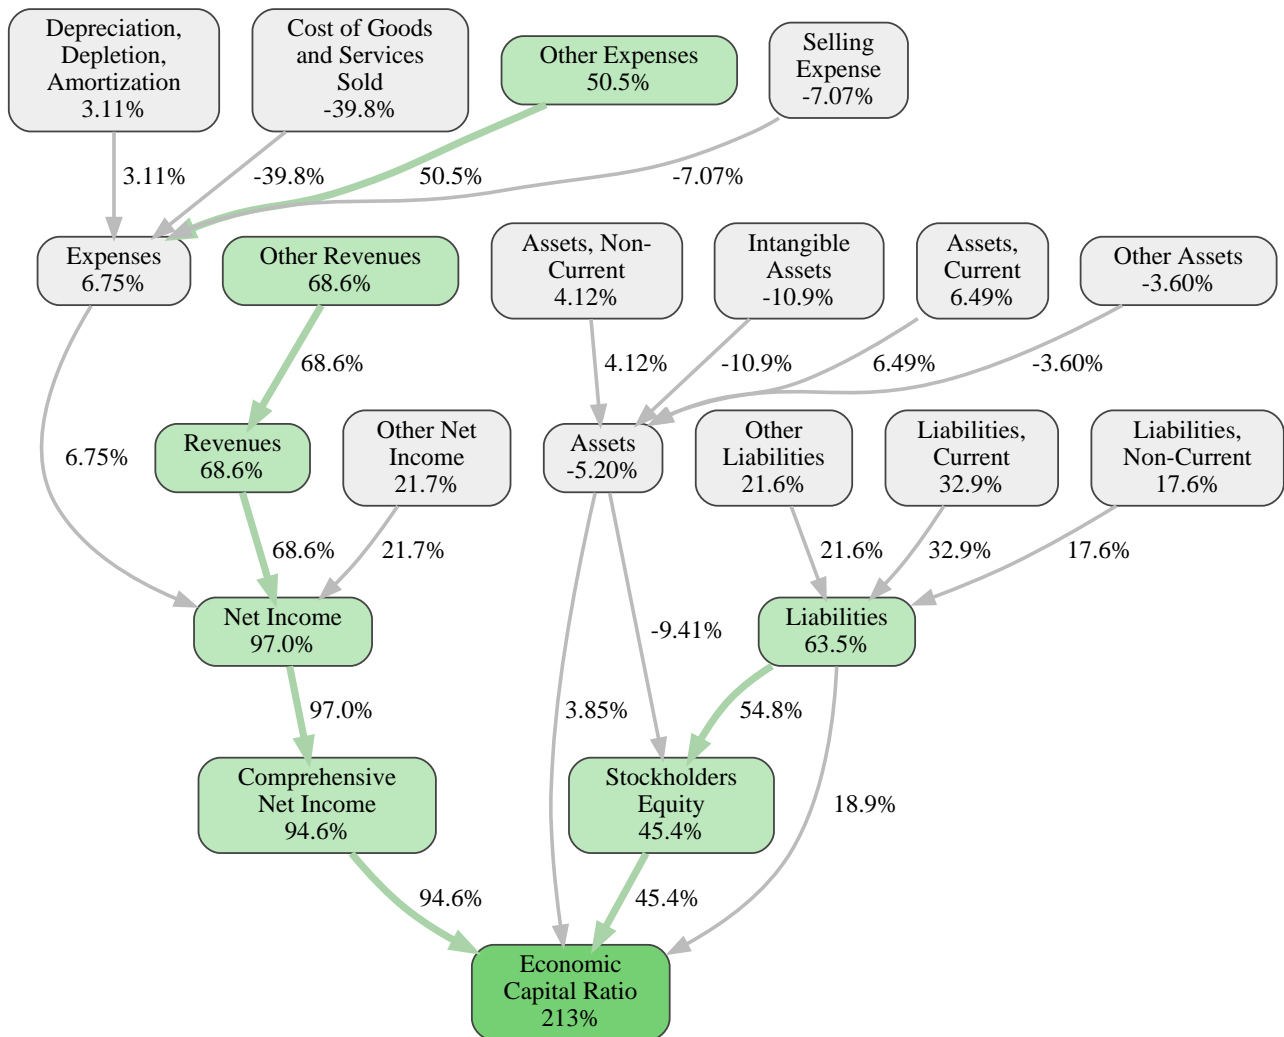 Depreciation,
Depletion,
Amortization
3.11%
Cost of Goods
and Services
Sold
-39.8%
Other Expenses
50.5%
Selling
Expense
-7.07%
3.11%
-39.8%
50.5%
-7.07%
Expenses
6.75%
Other Revenues
68.6%
Assets, Non-
Current
4.12%
Intangible
Assets
-10.9%
Assets,
Current
6.49%
Other Assets
-3.60%
68.6%
4.12%
-10.9%
6.49%
-3.60%
6.75%
Revenues
68.6%
Other Net
Income
21.7%
Assets
-5.20%
Other
Liabilities
21.6%
Liabilities,
Current
32.9%
Liabilities,
Non-Current
17.6%
68.6%
21.7%
21.6%
32.9%
17.6%
Net Income
97.0%
-9.41%
Liabilities
63.5%
97.0%
3.85%
54.8%
Comprehensive
Net Income
94.6%
Stockholders
Equity
45.4%
18.9%
94.6%
45.4%
Economic
Capital Ratio
213%